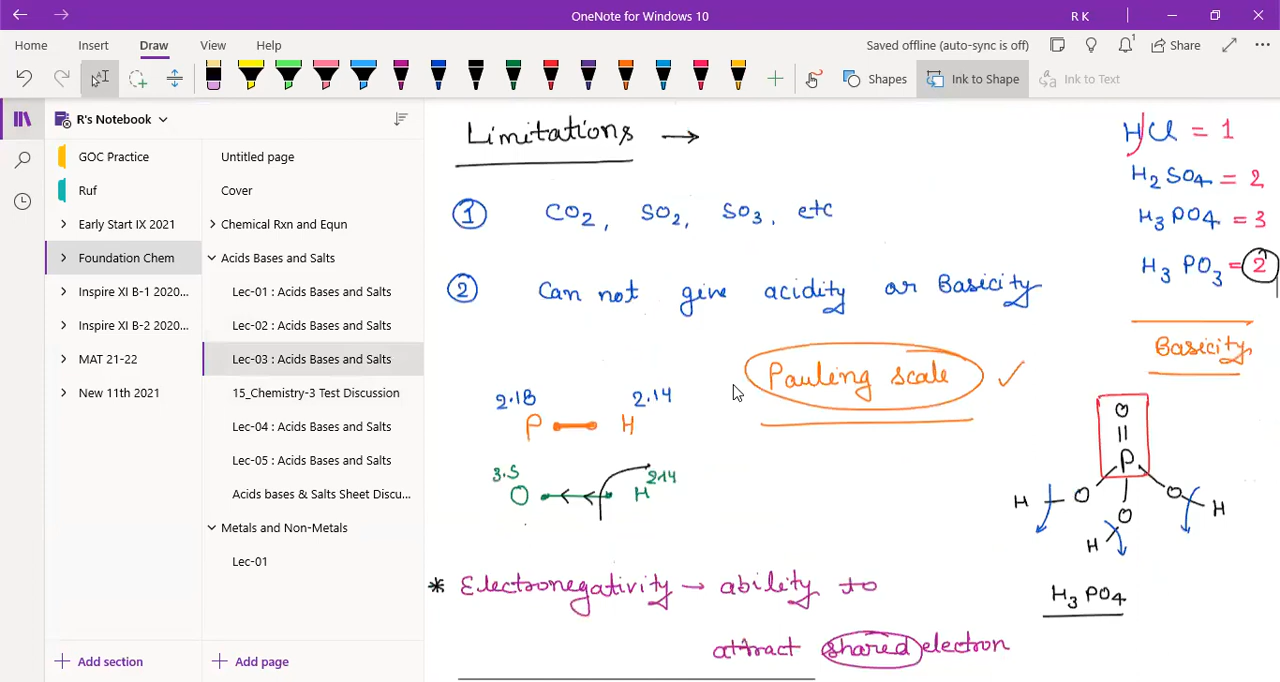 OneNote for Windows 10
R K
Home Insert Draw View Help
Saved offline (auto-sync is off)
Share
Shapes
Ink to Shape
Ink to Text
R's Notebook
GOC Practice
Ruf
Early Start IX 2021
Foundation Chem
Inspire XI B-1 2020...
Inspire XI B-2 2020...
MAT 21-22
New 11th 2021
Add section
Untitled page
Cover
Chemical Rxn and Equn
Acids Bases and Salts
Lec-01 : Acids Bases and Salts
Lec-02 : Acids Bases and Salts
Lec-03 : Acids Bases and Salts
15_Chemistry-3 Test Discussion
Lec-04 : Acids Bases and Salts
Lec-05 : Acids Bases and Salts
Acids bases & Salts Sheet Discu...
Metals and Non-Metals
Lec-01
Add page
Limitations →
① CO₂, SO₂, SO₃, etc
② Can not give acidity or Basicity
Pauling scale ✓
2.18 2.14
P H
3.5 2.14
O H
* Electronegativity → ability to
attract shared electron
HCl = 1
H₂SO₄ = 2
H₃PO₄ = 3
H₃PO₃ = 2
Basicity
O
P
H O O H
O
H
H₃PO₄